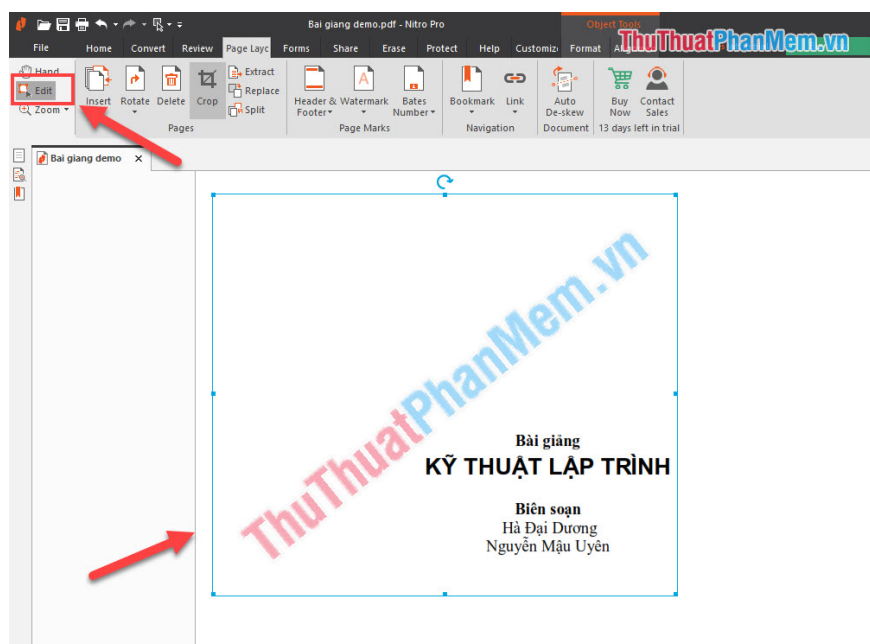 Bai giang demo.pdf - Nitro Pro
Object Tools
ThuThuatPhanMem.vn
File Home Convert Review Page Layc Forms Share Erase Protect Help Customiz Format
Hand
Edit
Zoom
Insert
Rotate
Delete
Crop
Extract
Replace
Split
Header & Footer
Watermark
Bates Number
Bookmark
Link
Auto De-skew
Buy Now
Contact Sales
Pages
Page Marks
Navigation
Document
13 days left in trial
Bai giang demo
ThuThuatPhanMem.vn
Bài giảng
KỸ THUẬT LẬP TRÌNH
Biên soạn
Hà Đại Dương
Nguyễn Mậu Uyên